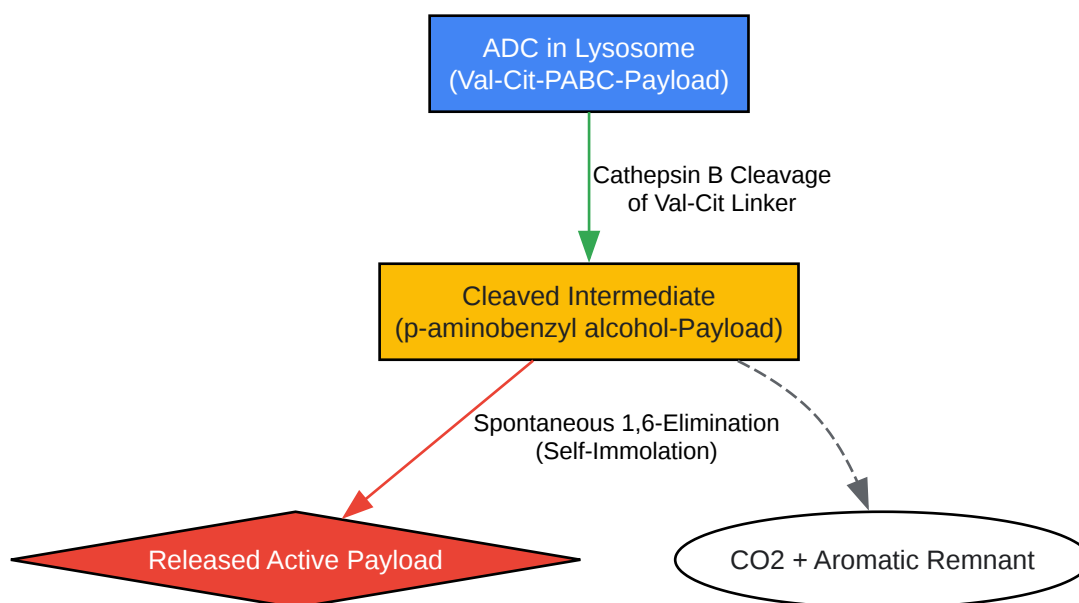 ADC in Lysosome
(Val-Cit-PABC-Payload)
Cathepsin B Cleavage
of Val-Cit Linker
Cleaved Intermediate
(p-aminobenzyl alcohol-Payload)
Spontaneous 1,6-Elimination
(Self-Immolation)
Released Active Payload
CO2 + Aromatic Remnant